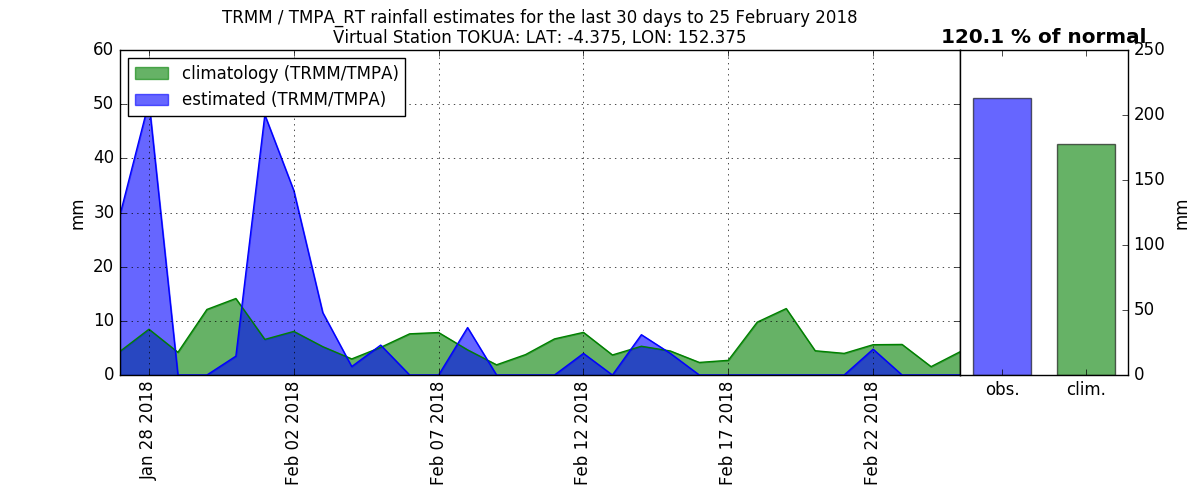 TRMM / TMPA_RT rainfall estimates for the last 30 days to 25 February 2018
Virtual Station TOKUA: LAT: -4.375, LON: 152.375
120.1 % of normal
climatology (TRMM/TMPA)
estimated (TRMM/TMPA)
60
50
40
30
20
10
0
mm
Jan 28 2018
Feb 02 2018
Feb 07 2018
Feb 12 2018
Feb 17 2018
Feb 22 2018
obs.
clim.
250
200
150
100
50
0
mm